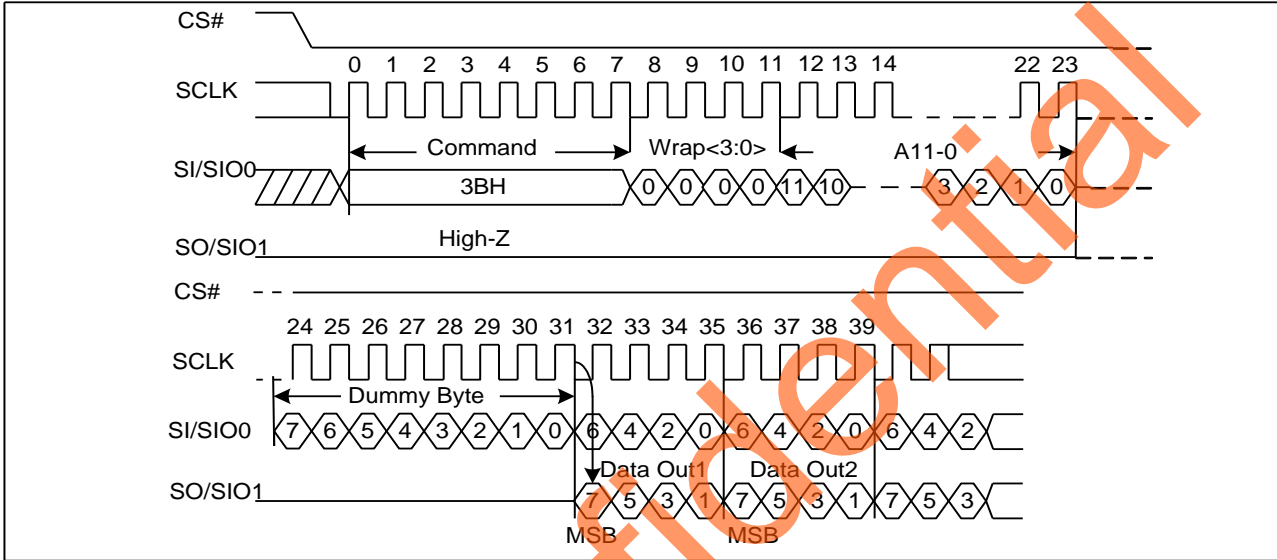 CS#
0 1 2 3 4 5 6 7 8 9 10 11 12 13 14 22 23
SCLK
Command Wrap<3:0> A11-0
SI/SIO0
3BH 0 0 0 0 11 10 3 2 1 0
High-Z
SO/SIO1
CS#
24 25 26 27 28 29 30 31 32 33 34 35 36 37 38 39
SCLK
Dummy Byte
SI/SIO0 7 6 5 4 3 2 1 0 6 4 2 0 6 4 2 0 6 4 2
Data Out1 Data Out2
SO/SIO1 7 5 3 1 7 5 3 1 7 5 3
MSB MSB
fidential